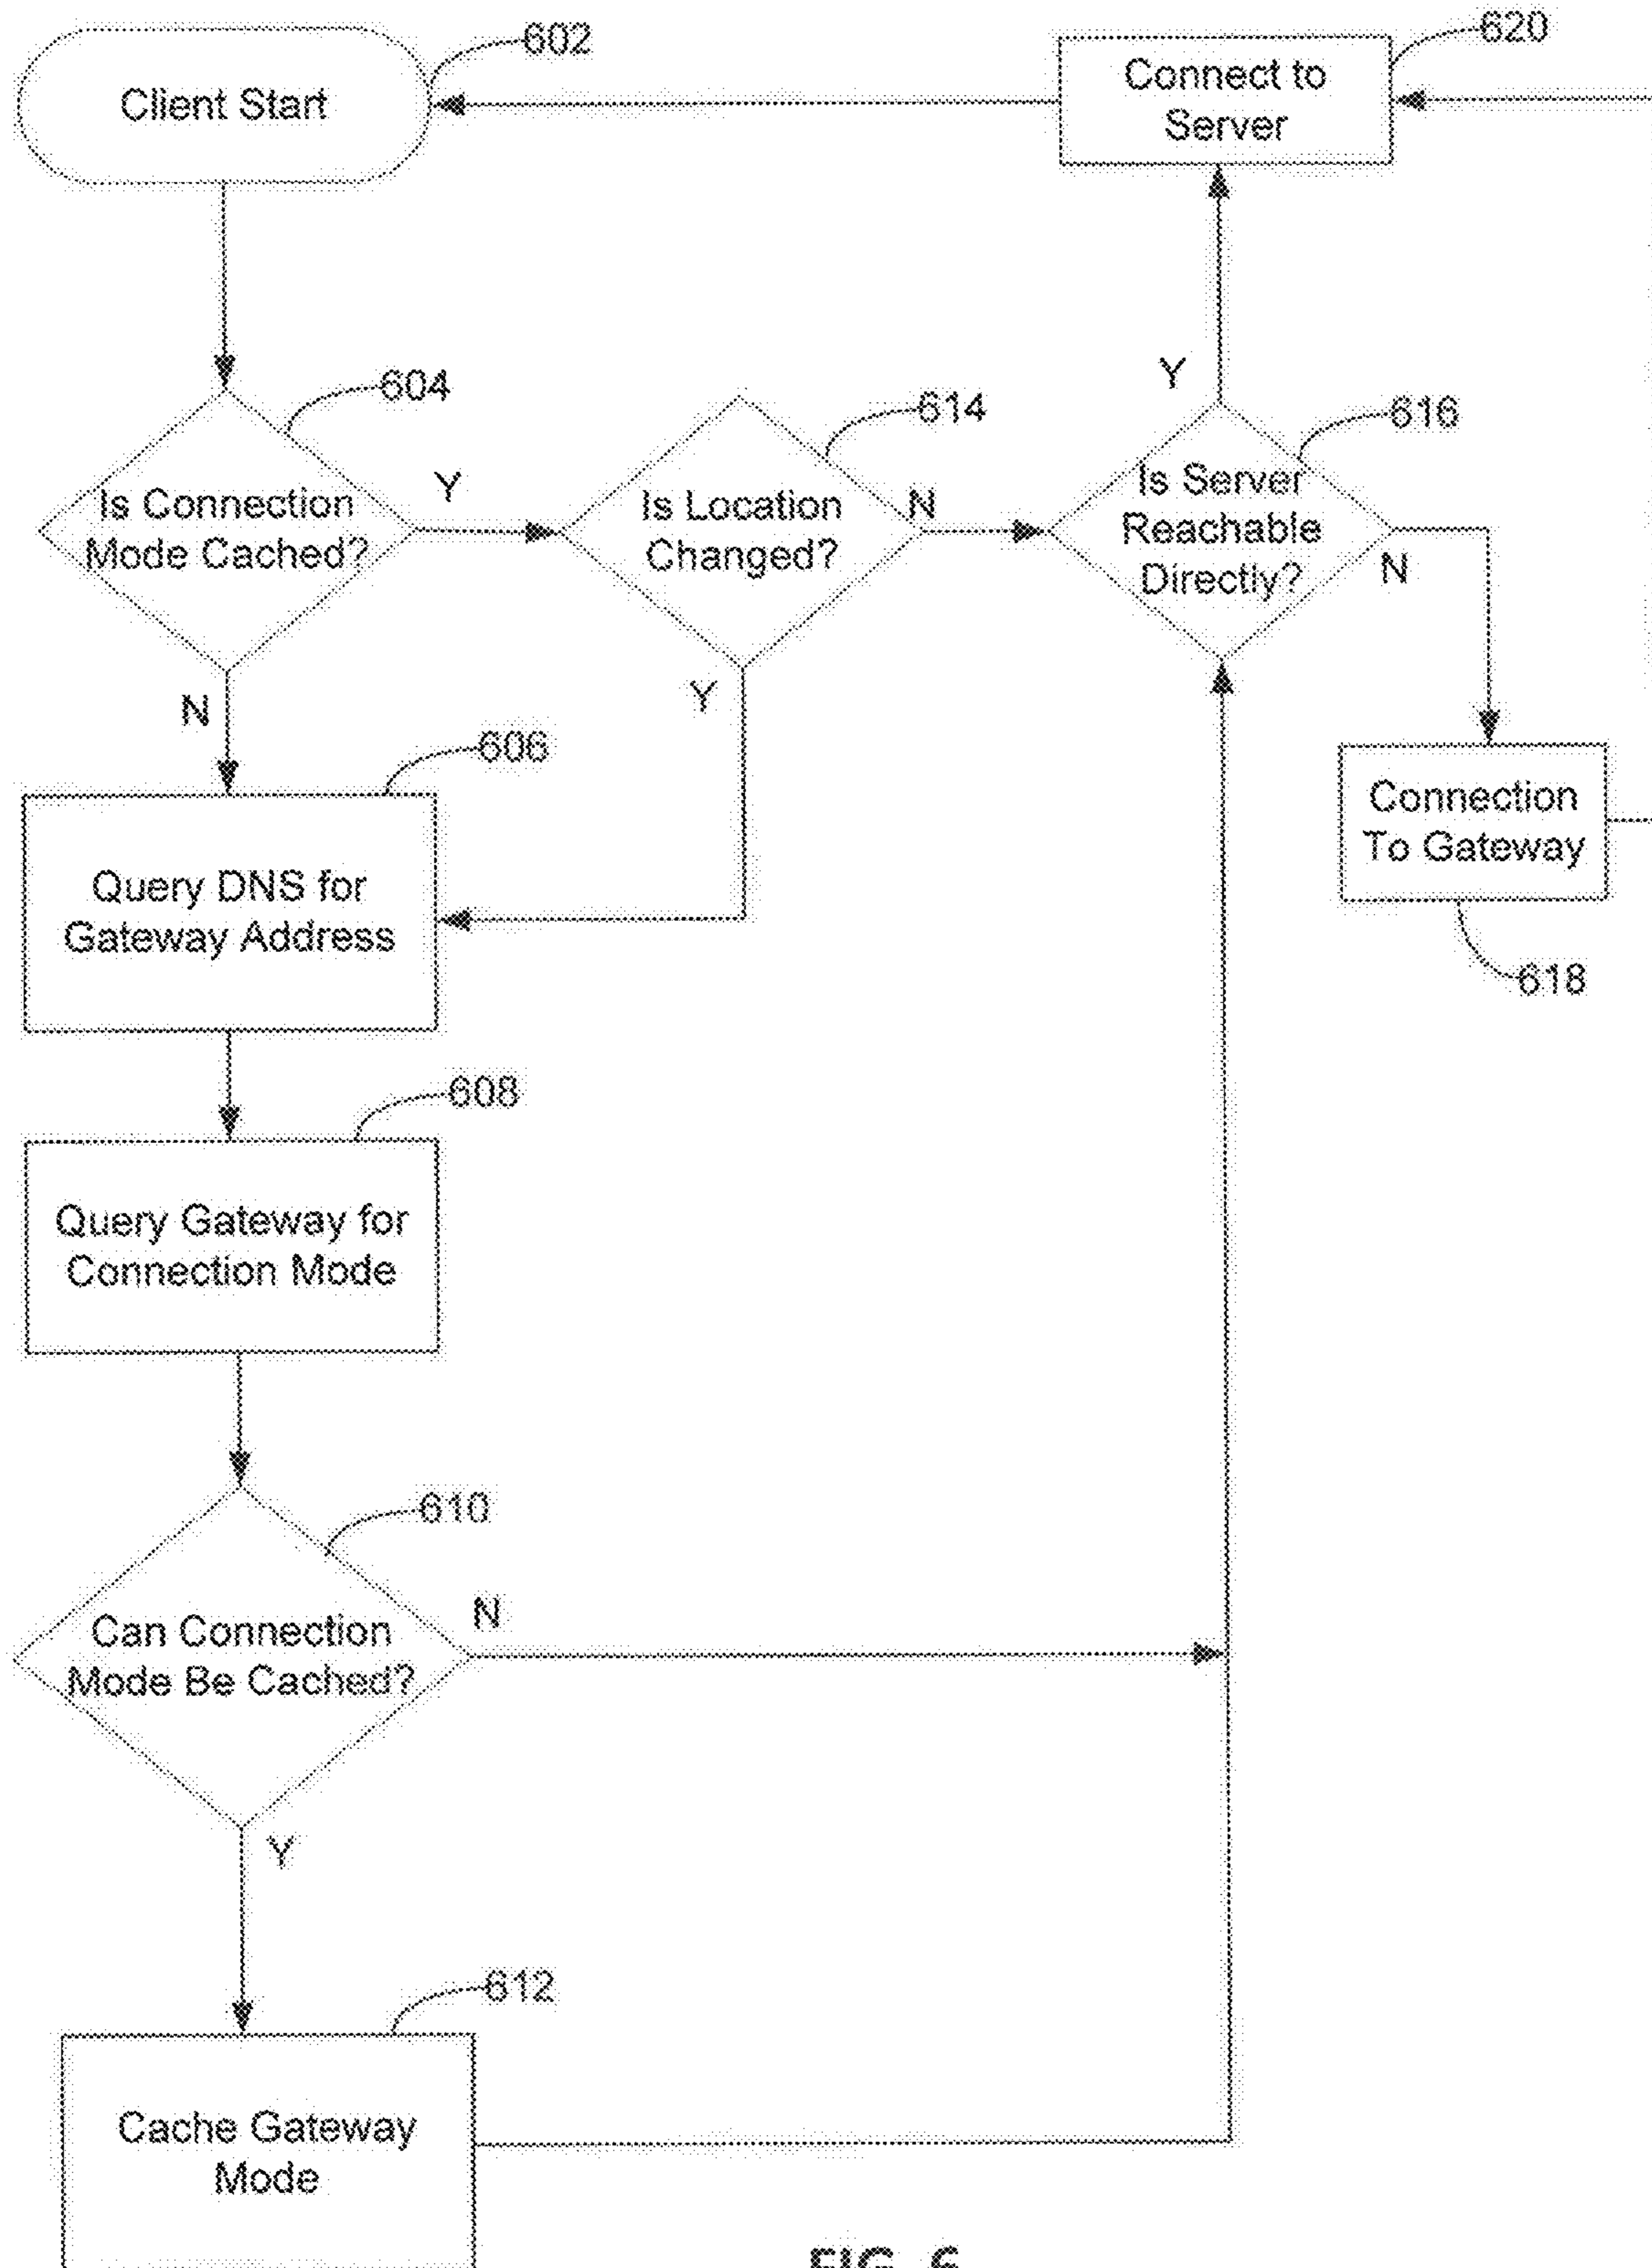 602
Client Start
620
Connect to
Server
604
Is Connection
Mode Cached?
Y
N
614
Is Location
Changed?
N
Y
616
Is Server
Reachable
Directly?
Y
N
606
Query DNS for
Gateway Address
Connection
To Gateway
618
608
Query Gateway for
Connection Mode
610
Can Connection
Mode Be Cached?
N
Y
612
Cache Gateway
Mode
FIG. 6